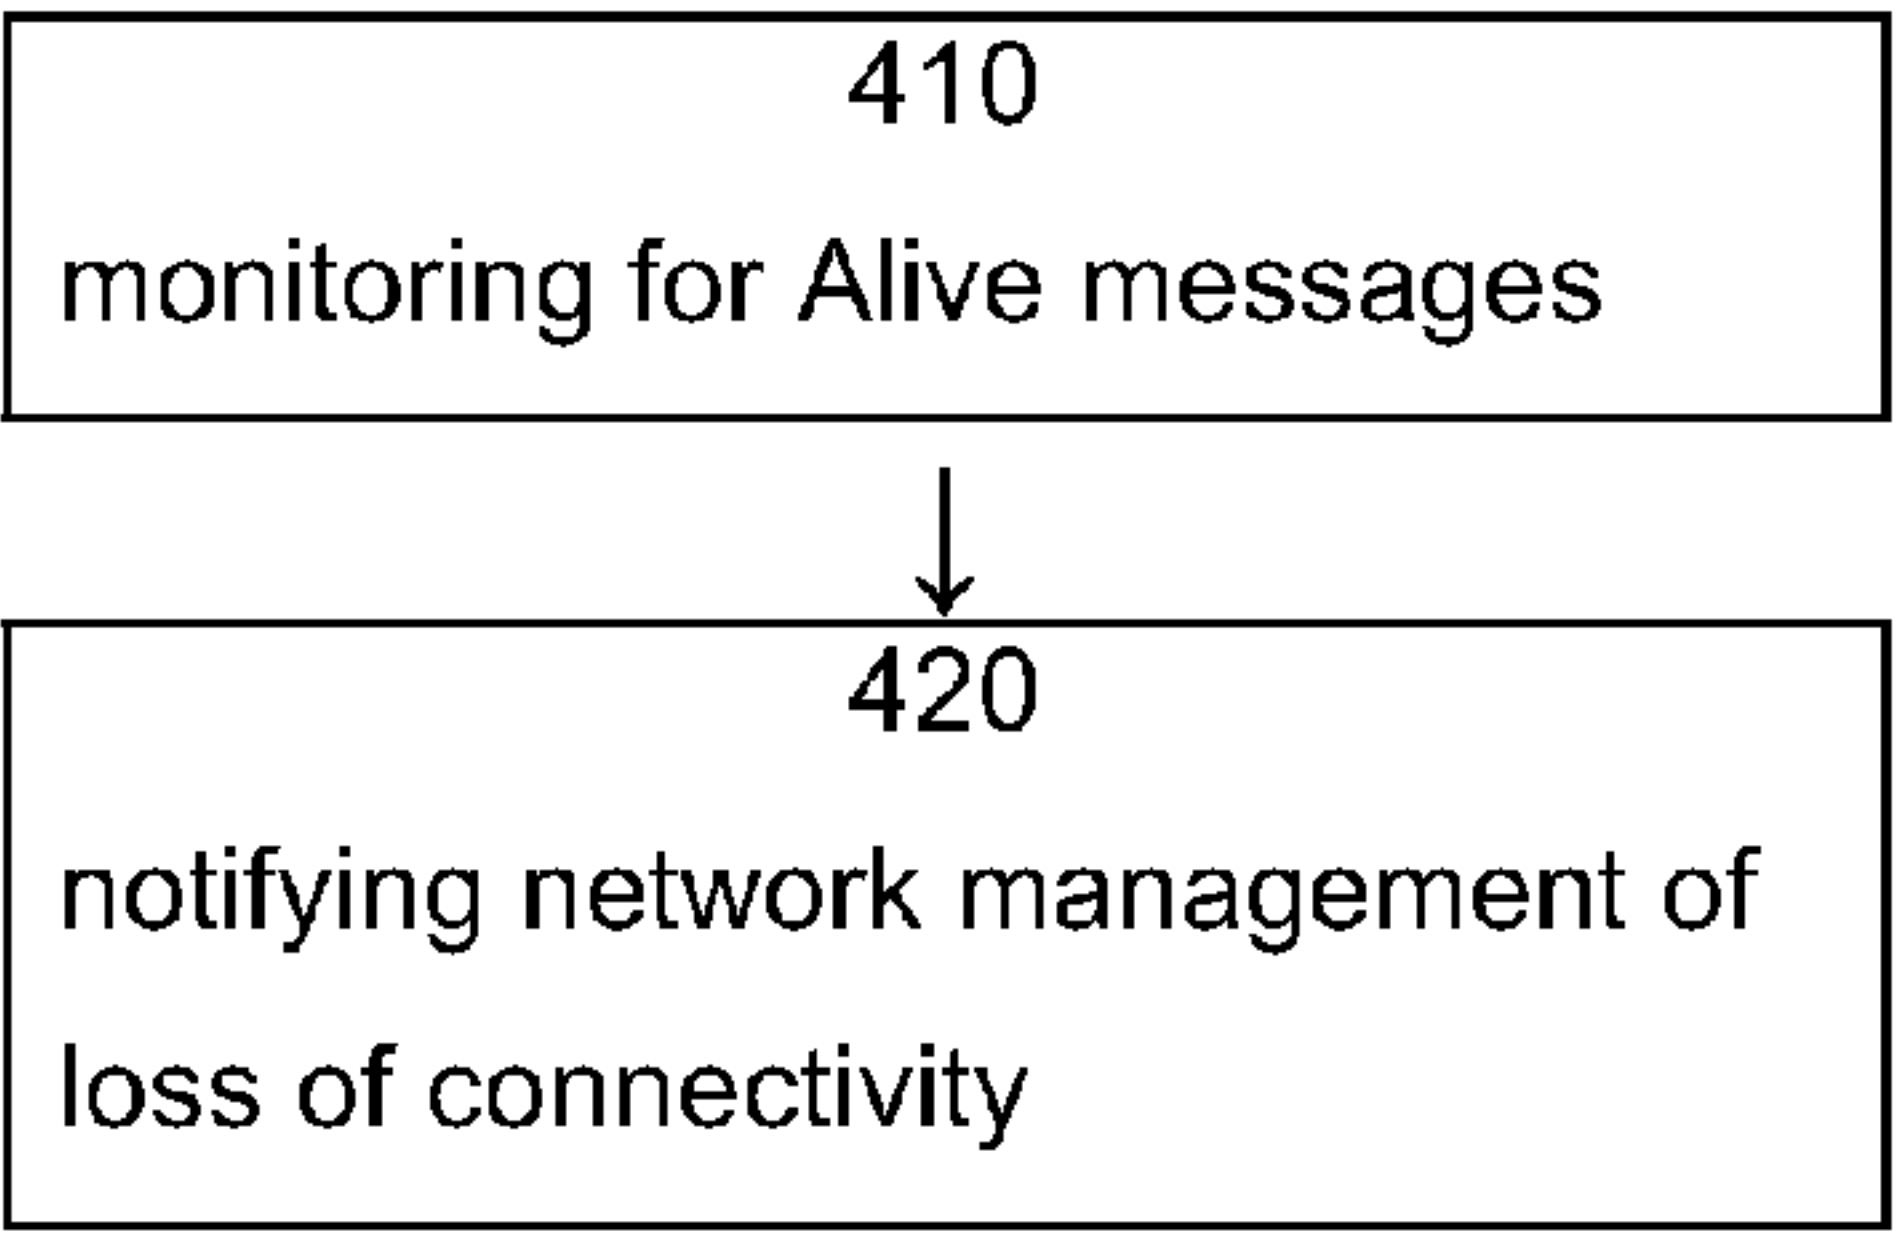 410
monitoring for Alive messages
420
notifying network management of
loss of connectivity